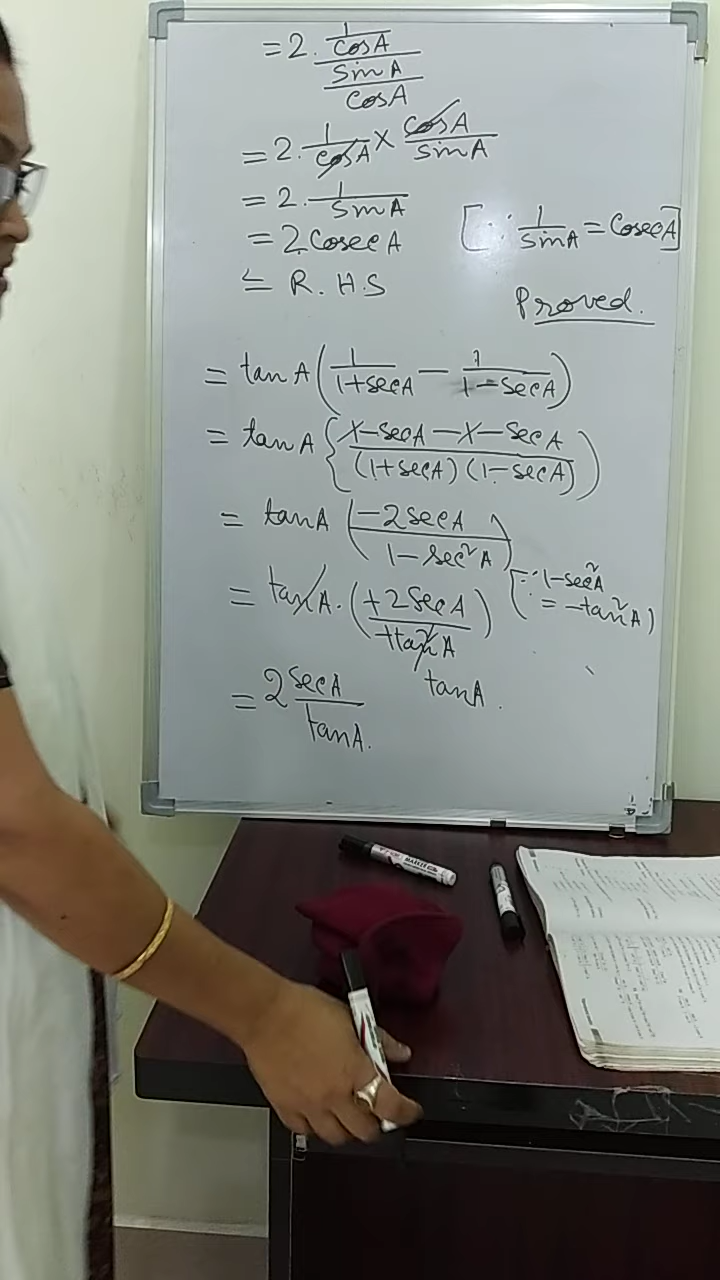 = 2 · 1/cosA / sinA/cosA
= 2 · 1/cosA × cosA/sinA
= 2 · 1/sinA
= 2 cosecA [∵ 1/sinA = CosecA]
= R.H.S
Proved.
= tanA (1/1+secA − 1/1−secA)
= tanA {1−secA−1−secA/(1+secA)(1−secA)}
= tanA (−2secA/1−sec²A)
= tanA · (+2secA/+tan²A) [∵ 1−sec²A
= −tan²A)
tanA.
= 2 secA/tanA.